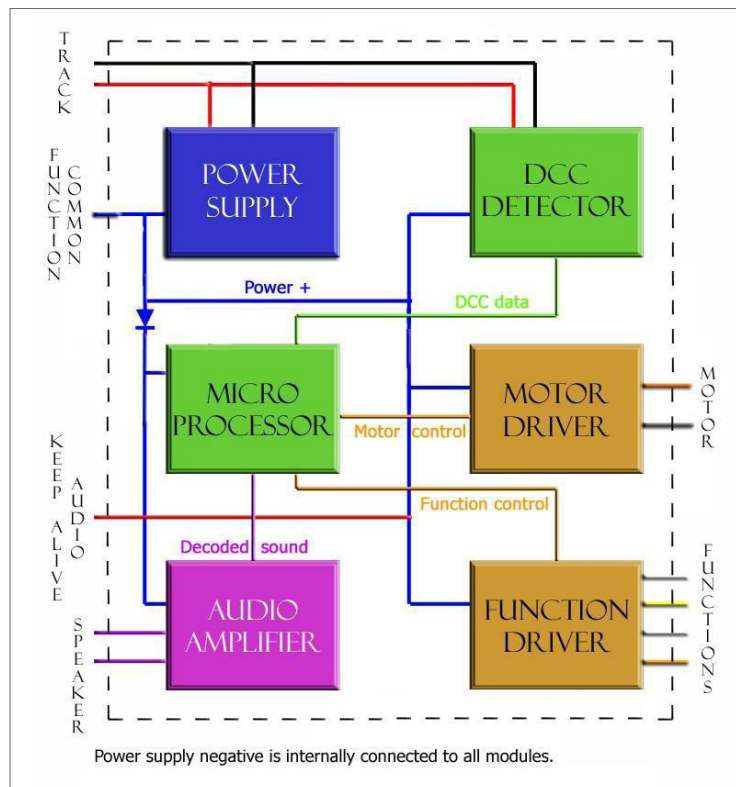 TRACK
POWER
SUPPLY
DCC
DETECTOR
FUNCTION
COMMON
Power +
DCC data
MICRO
PROCESSOR
MOTOR
DRIVER
MOTOR
Motor control
KEEP ALIVE
AUDIO
Function control
Decoded sound
AUDIO
AMPLIFIER
FUNCTION
DRIVER
FUNCTIONS
SPEAKER
Power supply negative is internally connected to all modules.